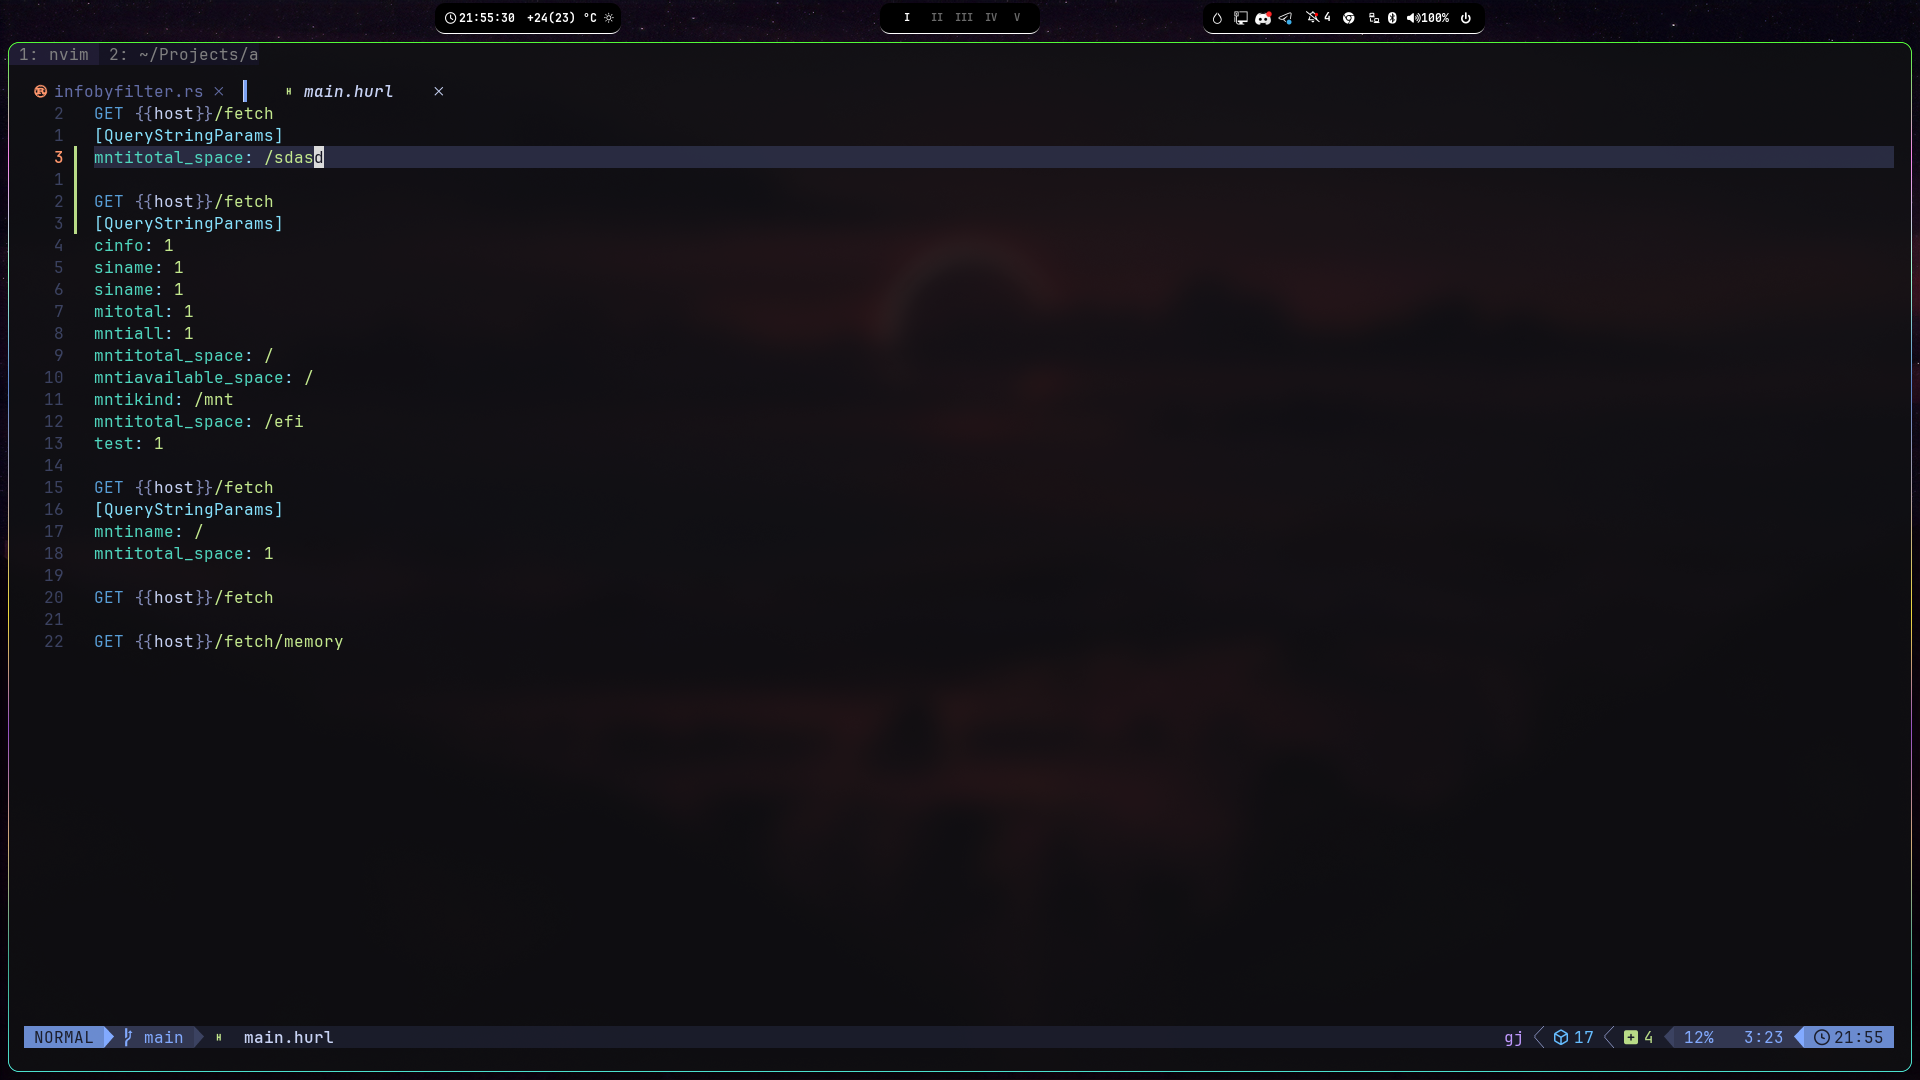 21:55:30 +24(23) °C
I II III IV V
4 100%
1: nvim 2: ~/Projects/a
infobyfilter.rs × H main.hurl ×
2 GET {{host}}/fetch
1 [QueryStringParams]
3 mntitotal_space: /sdasd
1
2 GET {{host}}/fetch
3 [QueryStringParams]
4 cinfo: 1
5 siname: 1
6 siname: 1
7 mitotal: 1
8 mntiall: 1
9 mntitotal_space: /
10 mntiavailable_space: /
11 mntikind: /mnt
12 mntitotal_space: /efi
13 test: 1
14
15 GET {{host}}/fetch
16 [QueryStringParams]
17 mntiname: /
18 mntitotal_space: 1
19
20 GET {{host}}/fetch
21
22 GET {{host}}/fetch/memory
NORMAL main H main.hurl gj 17 4 12% 3:23 21:55